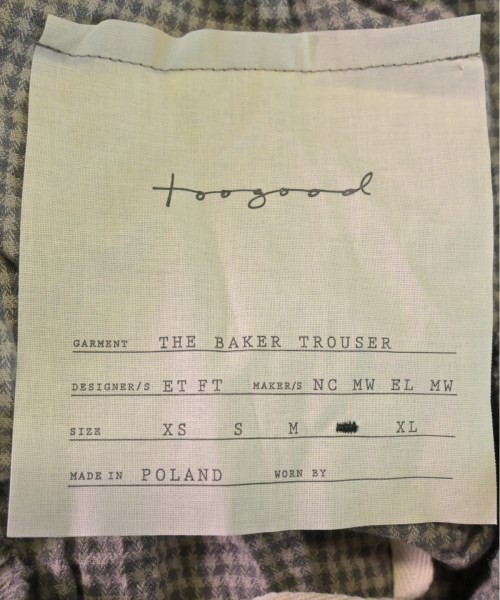 toogood
GARMENT THE BAKER TROUSER
DESIGNER/S ET FT MAKER/S NC MW EL MW
SIZE XS S M XL
MADE IN POLAND WORN BY